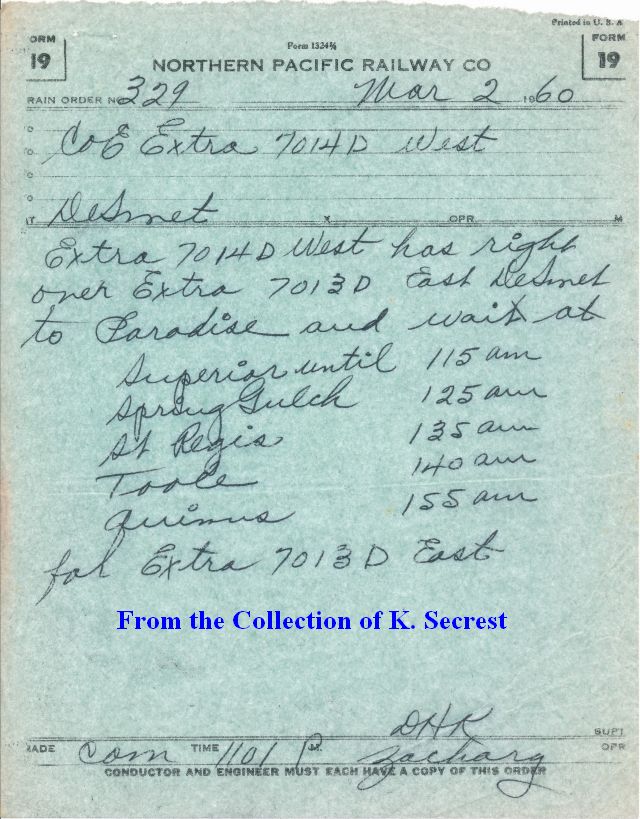 Printed in U. S. A
FORM 19
Form 1324⅝
FORM 19
NORTHERN PACIFIC RAILWAY CO
RAIN ORDER NO 329 Mar 2 1960
O
O C&E Extra 7014D West
O
O
T DeSmet X OPR. M
Extra 7014D West has right
over Extra 7013D East DeSmet
to Paradise and wait at
Superior until 115 am
Spring Gulch 125 am
St Regis 135 am
Toole 140 am
Quinns 155 am
for Extra 7013D East
From the Collection of K. Secrest
DHK SUPT
MADE Com TIME 1101 P M. Zacharg OPR
CONDUCTOR AND ENGINEER MUST EACH HAVE A COPY OF THIS ORDER